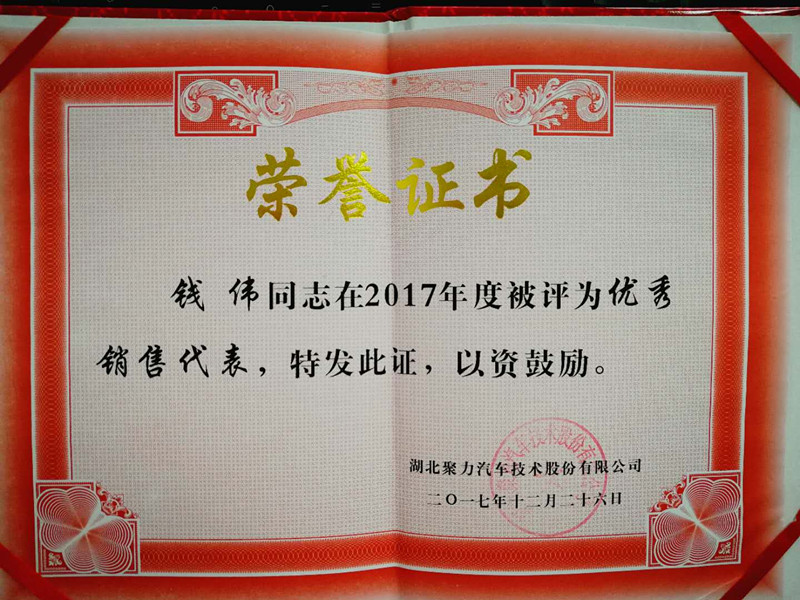 荣誉证书
钱伟同志在2017年度被评为优秀
销售代表，特发此证，以资鼓励。
湖北聚力汽车技术股份有限公司
二〇一七年十二月二十六日